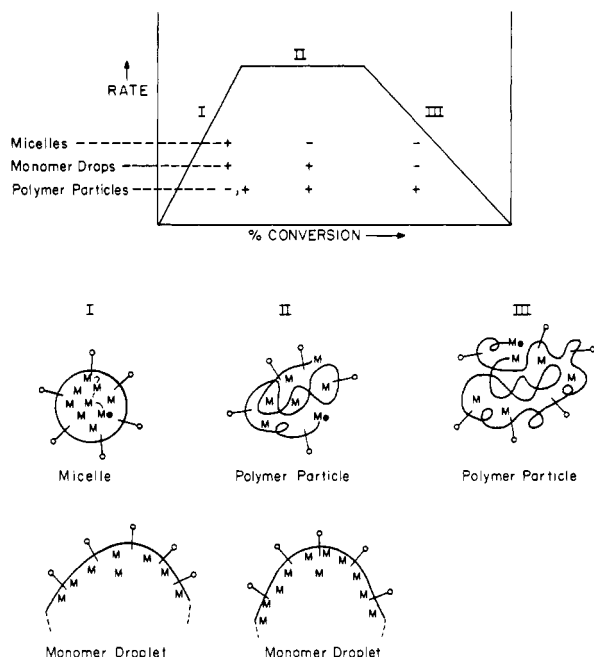 II
RATE
I
III
Micelles + - -
Monomer Drops + + -
Polymer Particles -,+ + +
% CONVERSION
I II III
M M M M M M M M M
M M M M M
M M M M M M
Micelle Polymer Particle Polymer Particle
M M M M M M M M
M M M M M M M M M
Monomer Droplet Monomer Droplet